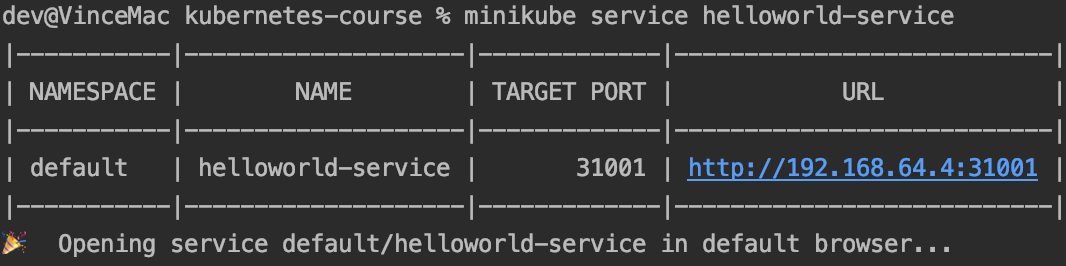 dev@VinceMac kubernetes-course % minikube service helloworld-service
|-----------|--------------------|-------------|---------------------------|
| NAMESPACE |        NAME        | TARGET PORT |            URL            |
|-----------|--------------------|-------------|---------------------------|
| default   | helloworld-service |       31001 | http://192.168.64.4:31001 |
|-----------|--------------------|-------------|---------------------------|
🎉  Opening service default/helloworld-service in default browser...